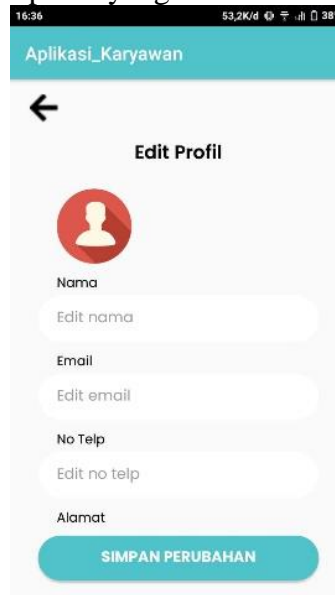 16:36 53,2K/d 38
Aplikasi_Karyawan
Edit Profil
Nama
Edit nama
Email
Edit email
No Telp
Edit no telp
Alamat
SIMPAN PERUBAHAN